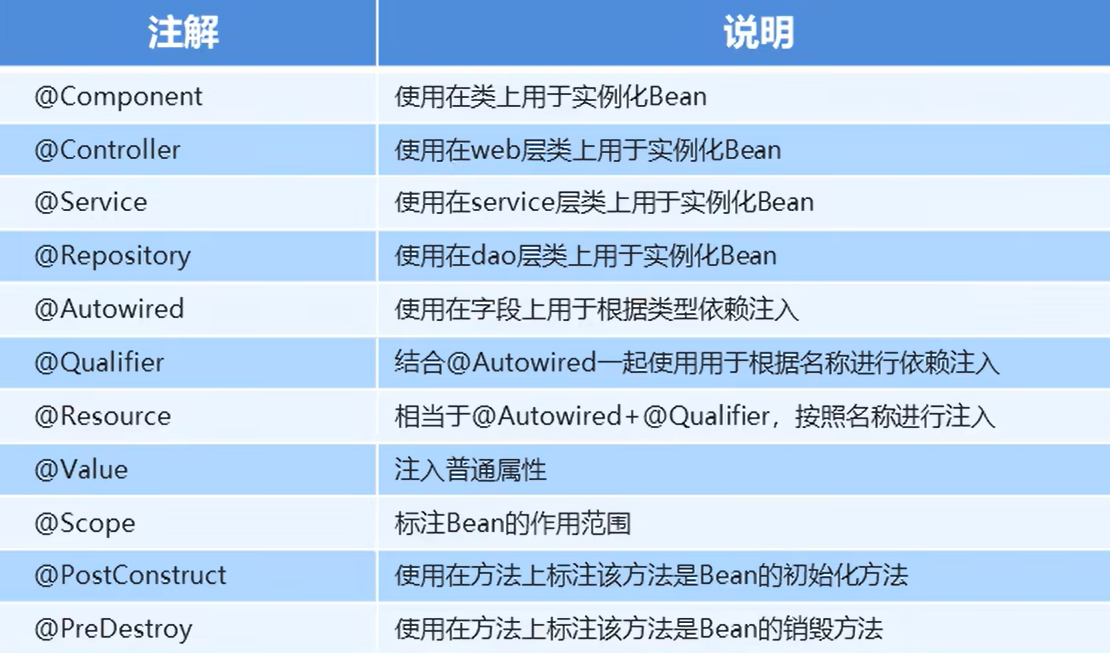 注解 说明
@Component 使用在类上用于实例化Bean
@Controller 使用在web层类上用于实例化Bean
@Service 使用在service层类上用于实例化Bean
@Repository 使用在dao层类上用于实例化Bean
@Autowired 使用在字段上用于根据类型依赖注入
@Qualifier 结合@Autowired一起使用用于根据名称进行依赖注入
@Resource 相当于@Autowired+@Qualifier，按照名称进行注入
@Value 注入普通属性
@Scope 标注Bean的作用范围
@PostConstruct 使用在方法上标注该方法是Bean的初始化方法
@PreDestroy 使用在方法上标注该方法是Bean的销毁方法